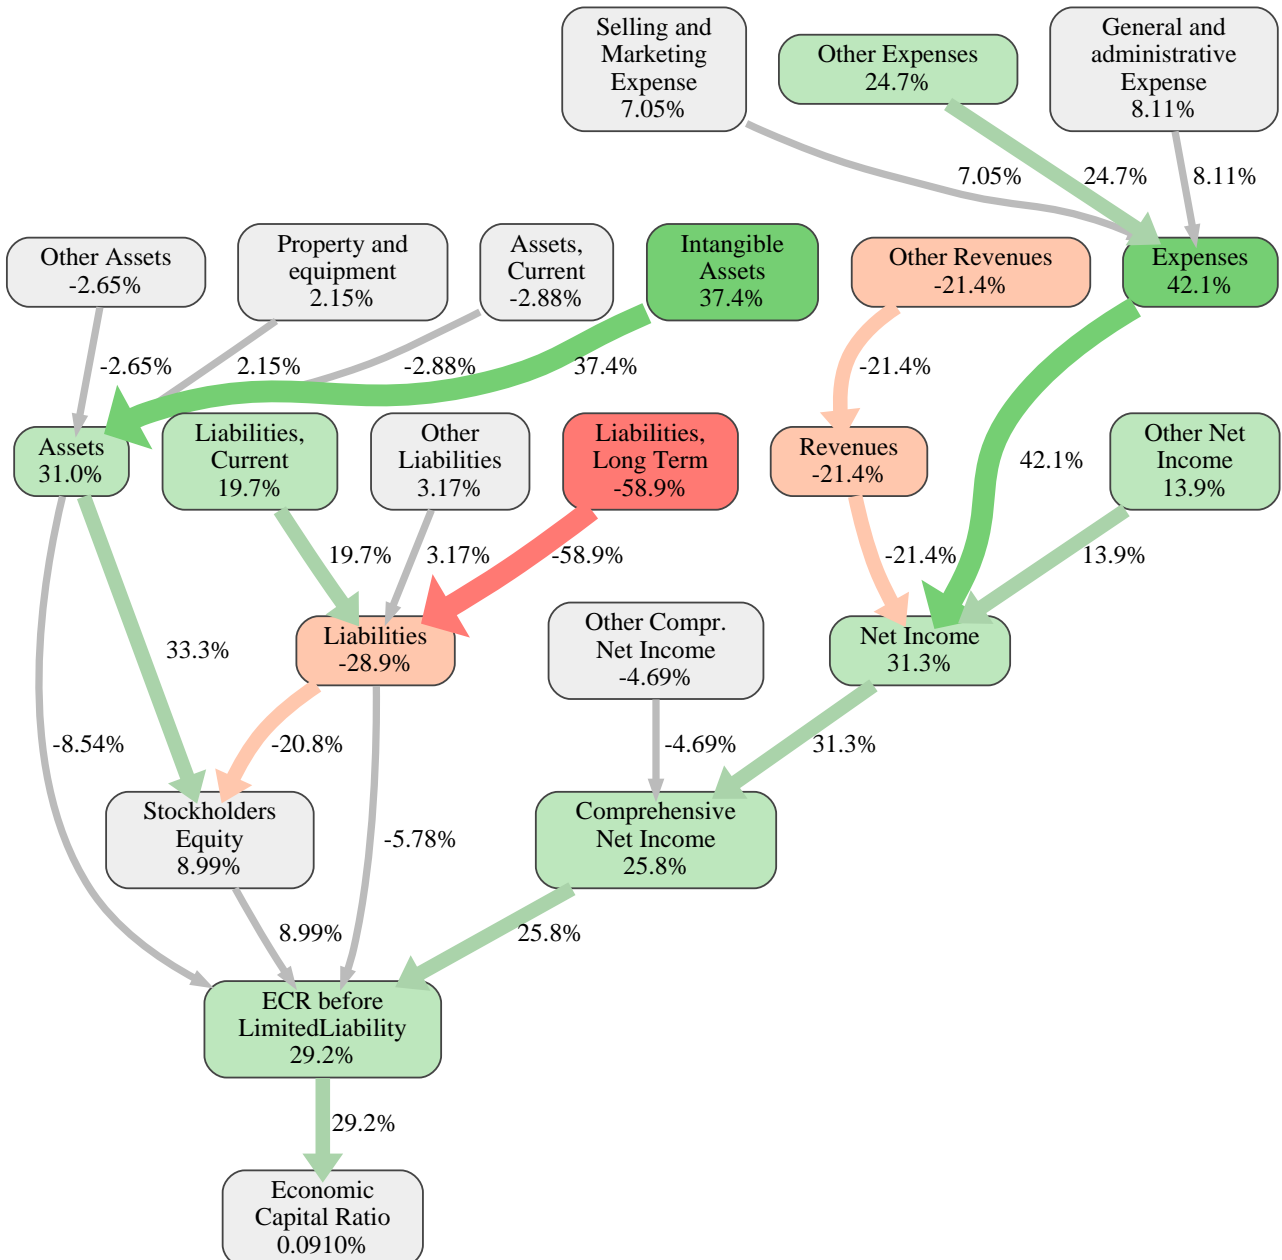 Selling and
Marketing
Expense
7.05%
Other Expenses
24.7%
General and
administrative
Expense
8.11%
7.05%
24.7%
8.11%
Other Assets
-2.65%
Property and
equipment
2.15%
Assets,
Current
-2.88%
Intangible
Assets
37.4%
Other Revenues
-21.4%
Expenses
42.1%
-2.65%
2.15%
-2.88%
37.4%
-21.4%
Assets
31.0%
Liabilities,
Current
19.7%
Other
Liabilities
3.17%
Liabilities,
Long Term
-58.9%
Revenues
-21.4%
42.1%
Other Net
Income
13.9%
19.7%
3.17%
-58.9%
-21.4%
13.9%
33.3%
Liabilities
-28.9%
Other Compr.
Net Income
-4.69%
Net Income
31.3%
-8.54%
-20.8%
-4.69%
31.3%
Stockholders
Equity
8.99%
-5.78%
Comprehensive
Net Income
25.8%
8.99%
25.8%
ECR before
LimitedLiability
29.2%
29.2%
Economic
Capital Ratio
0.0910%